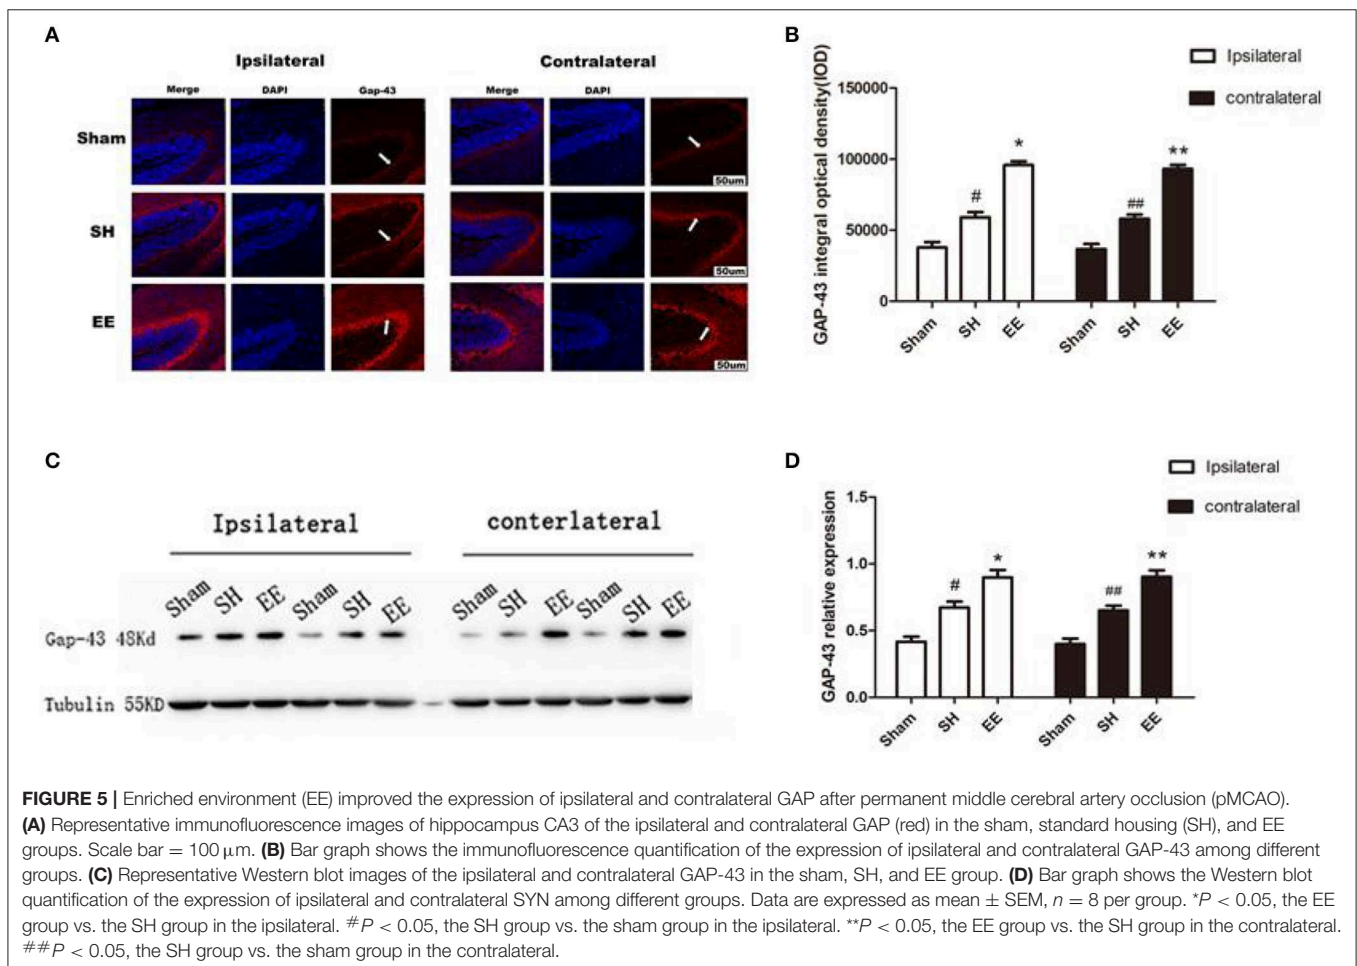 A
Ipsilateral
Contralateral
Merge
DAPI
Gap-43
Merge
DAPI
Sham
50um
SH
50um
EE
50um
B
Ipsilateral
contralateral
GAP-43 integral optical density(IOD)
150000
100000
50000
0
#
*
##
**
Sham
SH
EE
Sham
SH
EE
C
Ipsilateral
conterlateral
Sham
SH
EE
Sham
SH
EE
Sham
SH
EE
Sham
SH
EE
Gap-43 48Kd
Tubulin 55KD
D
Ipsilateral
contralateral
GAP-43 relative expression
1.5
1.0
0.5
0.0
#
*
##
**
Sham
SH
EE
Sham
SH
EE
FIGURE 5 | Enriched environment (EE) improved the expression of ipsilateral and contralateral GAP after permanent middle cerebral artery occlusion (pMCAO).
(A) Representative immunofluorescence images of hippocampus CA3 of the ipsilateral and contralateral GAP (red) in the sham, standard housing (SH), and EE
groups. Scale bar = 100 μm. (B) Bar graph shows the immunofluorescence quantification of the expression of ipsilateral and contralateral GAP-43 among different
groups. (C) Representative Western blot images of the ipsilateral and contralateral GAP-43 in the sham, SH, and EE group. (D) Bar graph shows the Western blot
quantification of the expression of ipsilateral and contralateral SYN among different groups. Data are expressed as mean ± SEM, n = 8 per group. *P < 0.05, the EE
group vs. the SH group in the ipsilateral. #P < 0.05, the SH group vs. the sham group in the ipsilateral. **P < 0.05, the EE group vs. the SH group in the contralateral.
##P < 0.05, the SH group vs. the sham group in the contralateral.